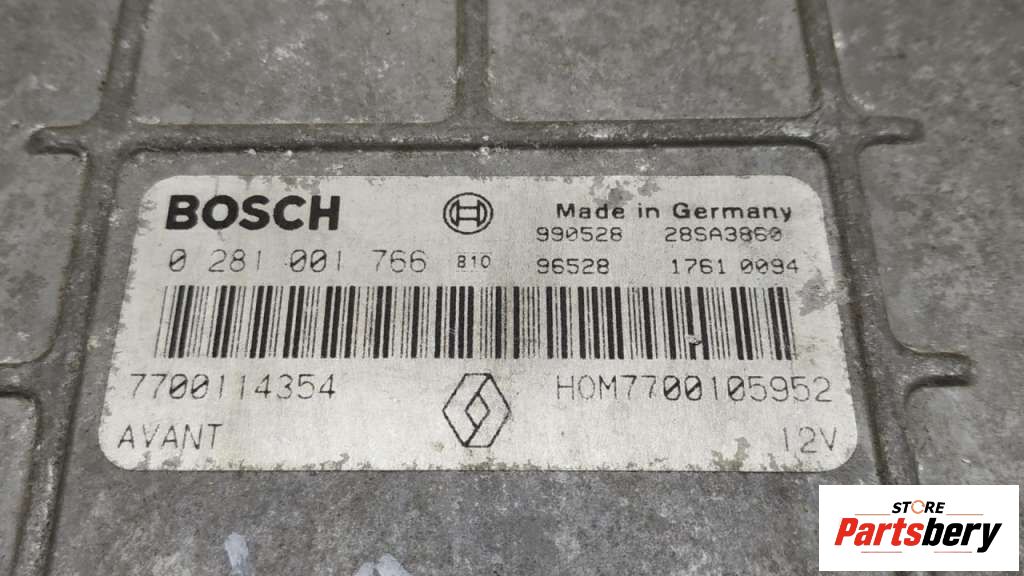 BOSCH
Made in Germany
990528 28SA3860
0 281 001 766 810 96528 1761 0094
7700114354 HOM7700105952
AVANT 12V
STORE
Partsbery